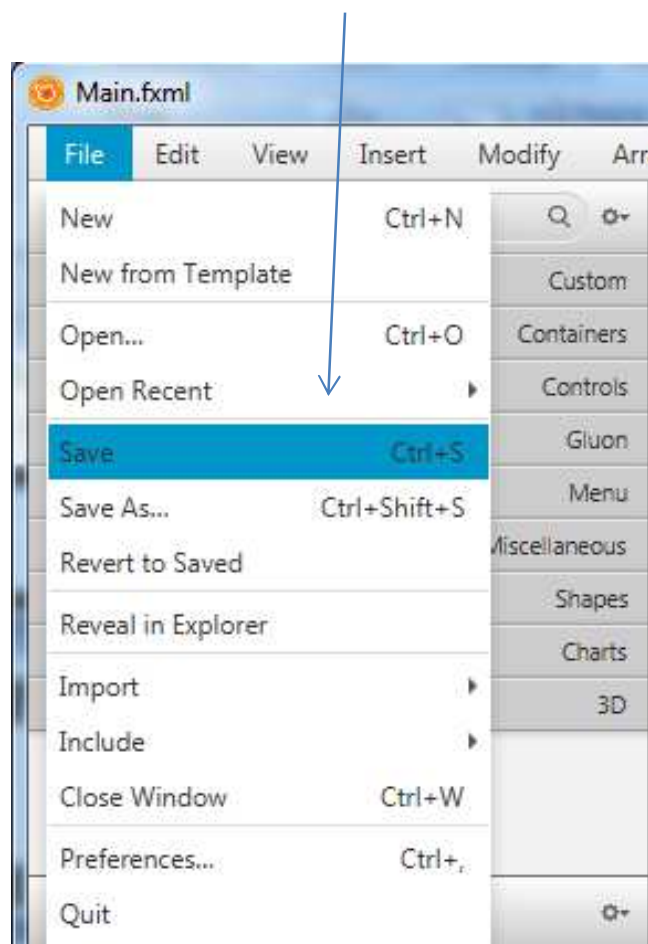 Main.fxml
File Edit View Insert Modify Arr
New Ctrl+N
New from Template
Custom
Open... Ctrl+O
Containers
Open Recent
Controls
Save Ctrl+S
Gluon
Save As... Ctrl+Shift+S
Menu
Revert to Saved
Miscellaneous
Reveal in Explorer
Shapes
Charts
Import
3D
Include
Close Window Ctrl+W
Preferences... Ctrl+,
Quit